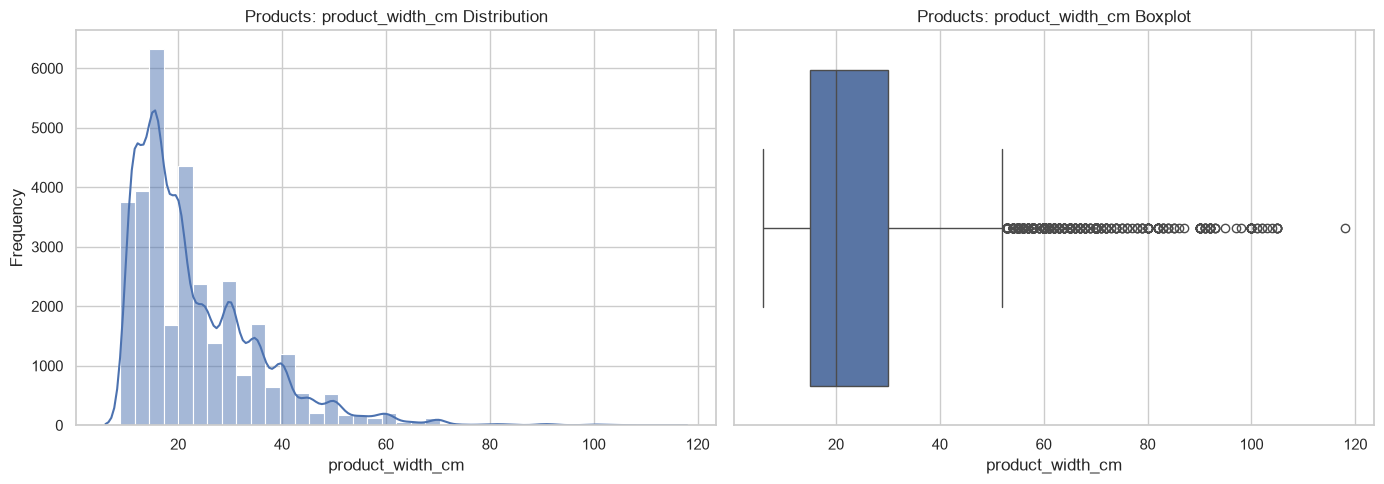 Products: product_width_cm Distribution
Frequency
6000
5000
4000
3000
2000
1000
0
20 40 60 80 100 120
product_width_cm
Products: product_width_cm Boxplot
20 40 60 80 100 120
product_width_cm